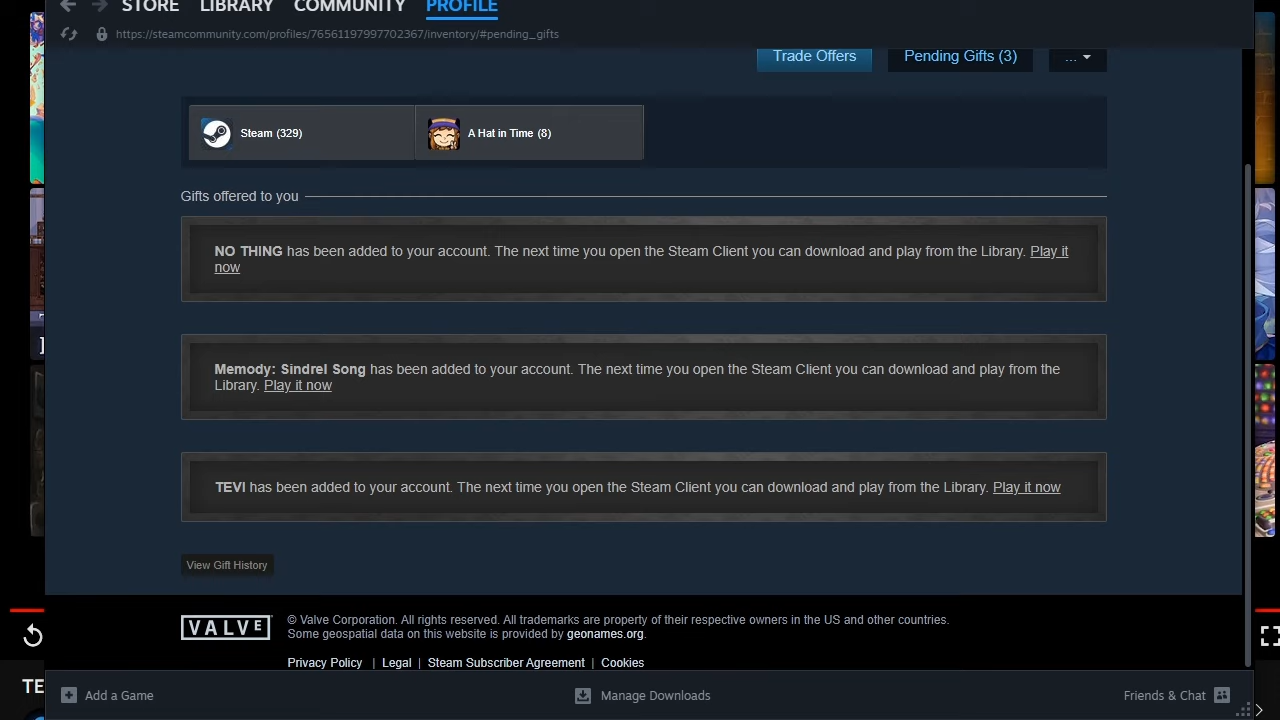 STORE LIBRARY COMMUNITY PROFILE
https://steamcommunity.com/profiles/76561197997702367/inventory/#pending_gifts
Trade Offers Pending Gifts (3) ...
Steam (329) A Hat in Time (8)
Gifts offered to you
NO THING has been added to your account. The next time you open the Steam Client you can download and play from the Library. Play it
now
Memody: Sindrel Song has been added to your account. The next time you open the Steam Client you can download and play from the
Library. Play it now
TEVI has been added to your account. The next time you open the Steam Client you can download and play from the Library. Play it now
View Gift History
VALVE © Valve Corporation. All rights reserved. All trademarks are property of their respective owners in the US and other countries.
Some geospatial data on this website is provided by geonames.org.
Privacy Policy | Legal | Steam Subscriber Agreement | Cookies
TE
Add a Game Manage Downloads Friends & Chat